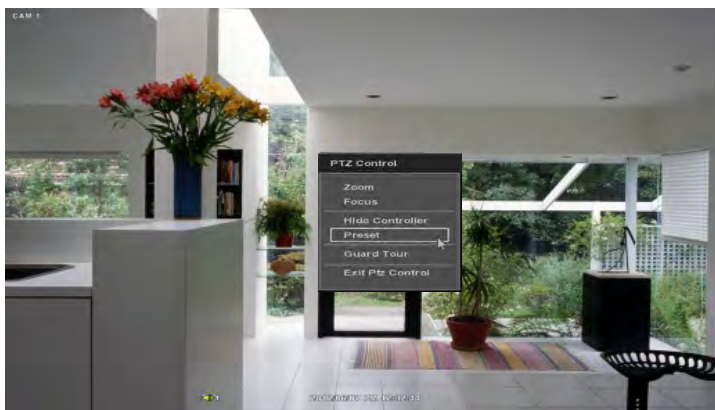 CAM 1
PTZ Control
Zoom
Focus
Hide Controller
Preset
Guard Tour
Exit Ptz Control